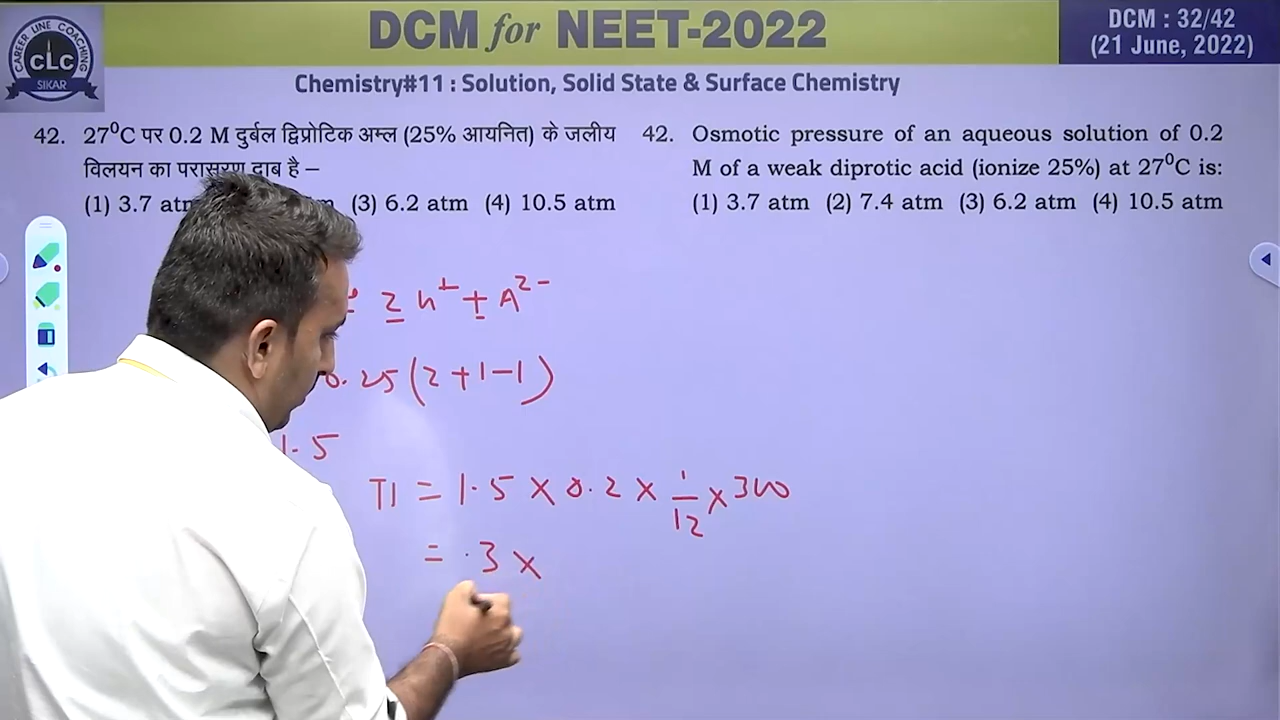 CAREER LINE COACHING
CLC
SIKAR
DCM for NEET-2022
DCM : 32/42
(21 June, 2022)
Chemistry#11 : Solution, Solid State & Surface Chemistry
42. 27⁰C पर 0.2 M दुर्बल द्विप्रोटिक अम्ल (25% आयनित) के जलीय
विलयन का परासरण दाब है –
(1) 3.7 atm (3) 6.2 atm (4) 10.5 atm
42. Osmotic pressure of an aqueous solution of 0.2
M of a weak diprotic acid (ionize 25%) at 27⁰C is:
(1) 3.7 atm (2) 7.4 atm (3) 6.2 atm (4) 10.5 atm
2 H⁺ + A²⁻
0.25 (2+1-1)
1.5
π = 1.5 × 0.2 × 1/12 × 300
= .3 ×